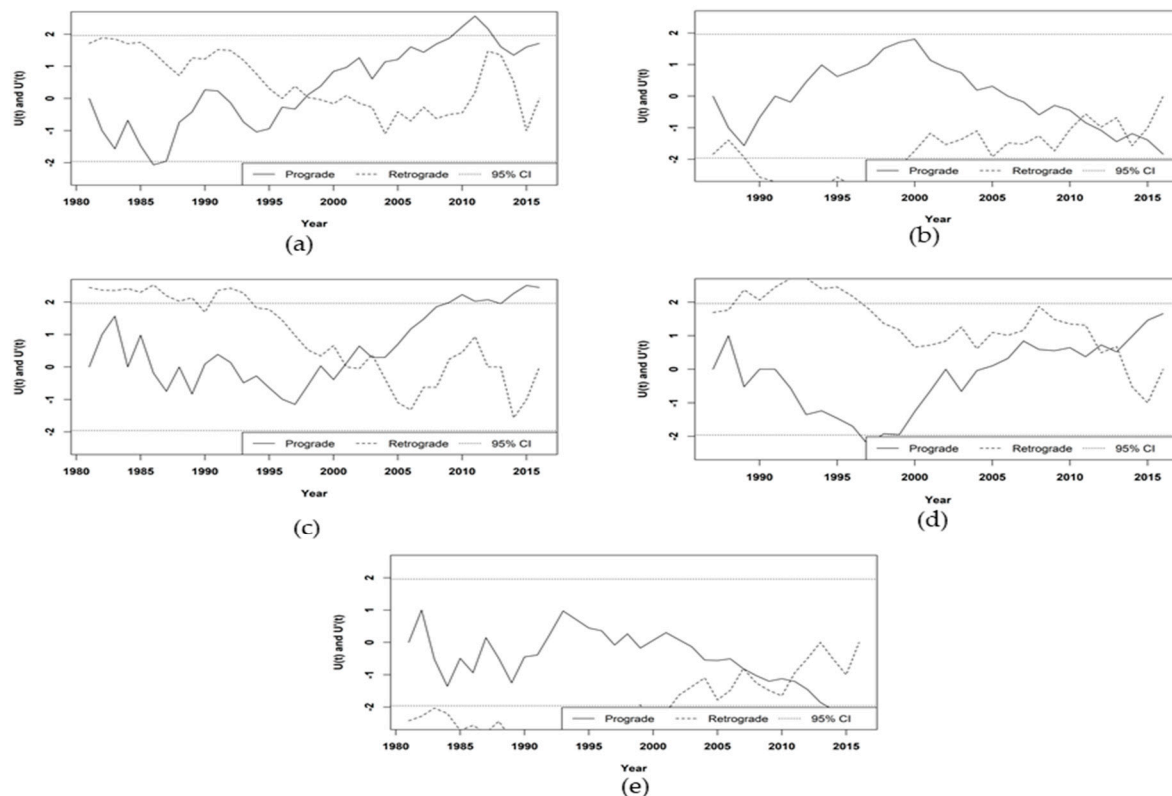 U(t) and U'(t)
2
1
0
-1
-2
Prograde Retrograde 95% CI
1980 1985 1990 1995 2000 2005 2010 2015
Year
(a)
U(t) and U'(t)
2
1
0
-1
-2
Prograde Retrograde 95% CI
1990 1995 2000 2005 2010 2015
Year
(b)
U(t) and U'(t)
2
1
0
-1
-2
Prograde Retrograde 95% CI
1980 1985 1990 1995 2000 2005 2010 2015
Year
(c)
U(t) and U'(t)
2
1
0
-1
-2
Prograde Retrograde 95% CI
1990 1995 2000 2005 2010 2015
Year
(d)
U(t) and U'(t)
2
1
0
-1
-2
Prograde Retrograde 95% CI
1980 1985 1990 1995 2000 2005 2010 2015
Year
(e)